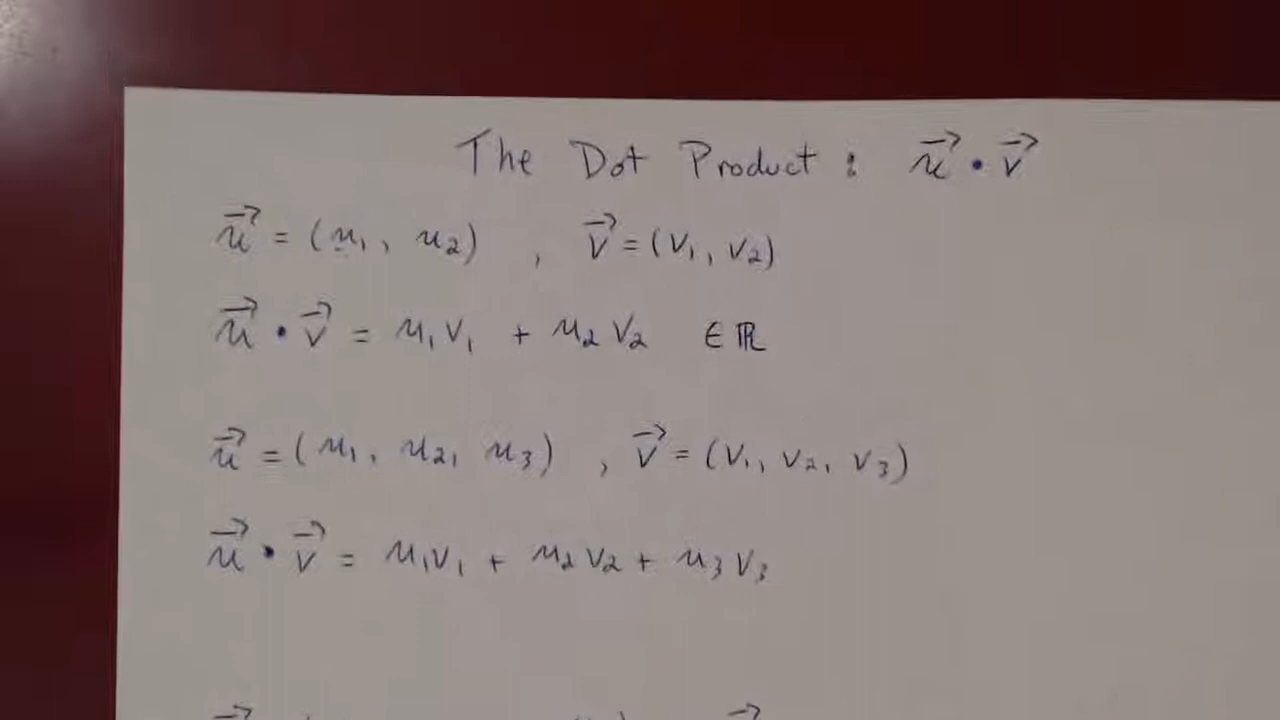 The Dot Product : u⃗ • v⃗
u⃗ = (u₁, u₂) , v⃗ = (v₁, v₂)
u⃗ • v⃗ = u₁v₁ + u₂v₂ ∈ ℝ
u⃗ = (u₁, u₂, u₃) , v⃗ = (v₁, v₂, v₃)
u⃗ • v⃗ = u₁v₁ + u₂v₂ + u₃v₃